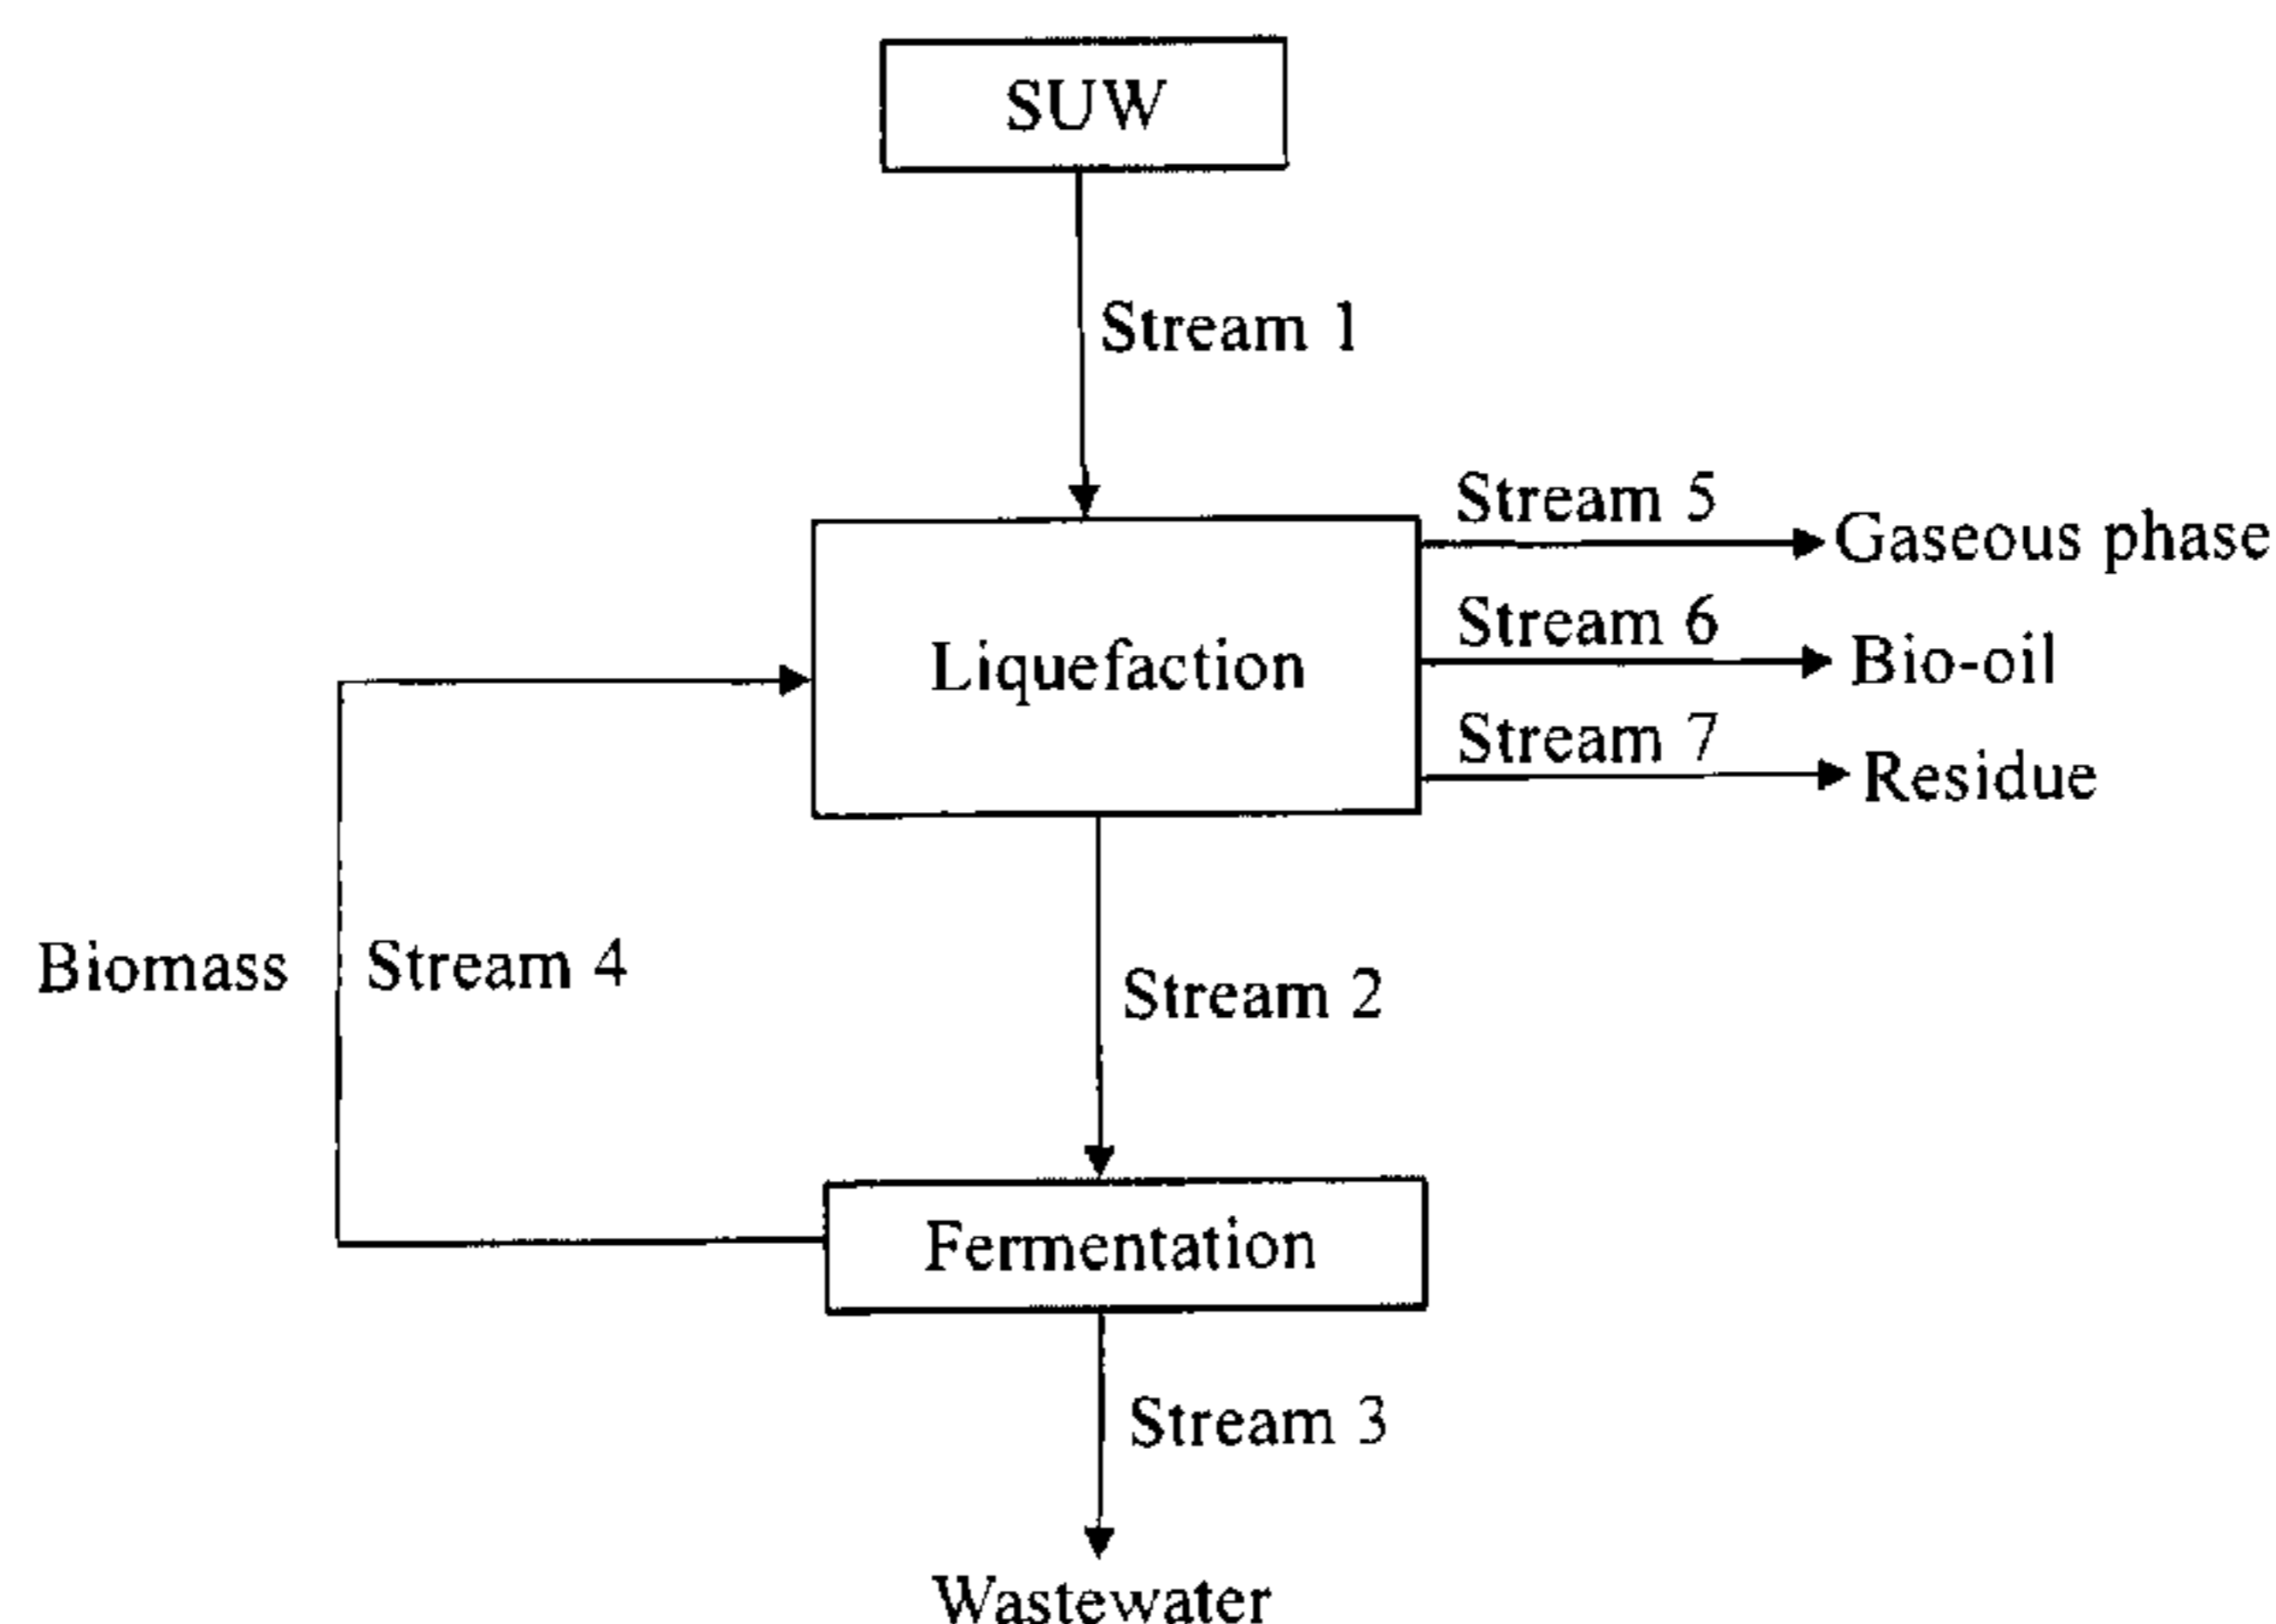 SUW
Stream 1
Stream 5
Gaseous phase
Stream 6
Bio-oil
Liquefaction
Stream 7
Residue
Biomass
Stream 4
Stream 2
Fermentation
Stream 3
Wastewater